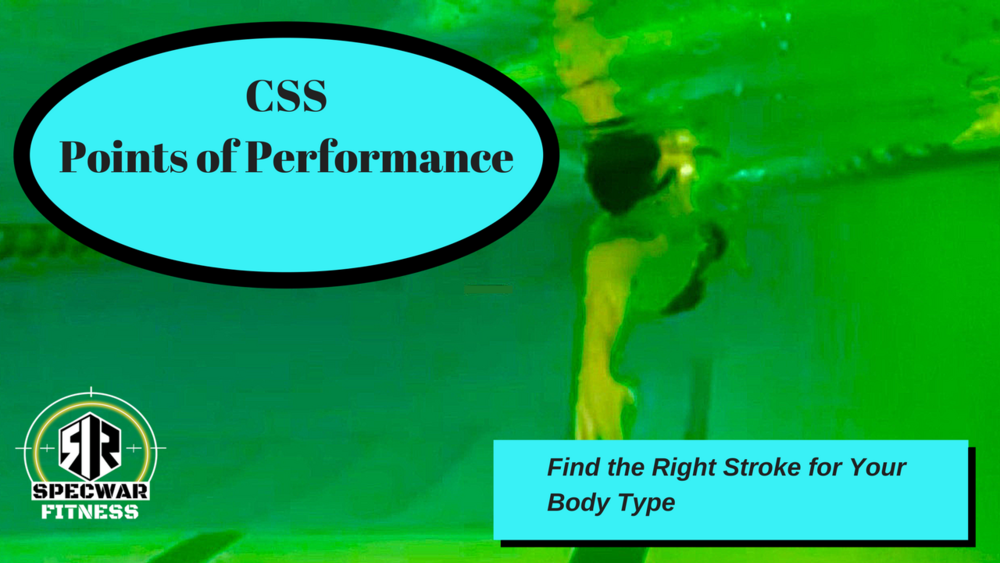 CSS
Points of Performance
SPECWAR
FITNESS
Find the Right Stroke for Your
Body Type